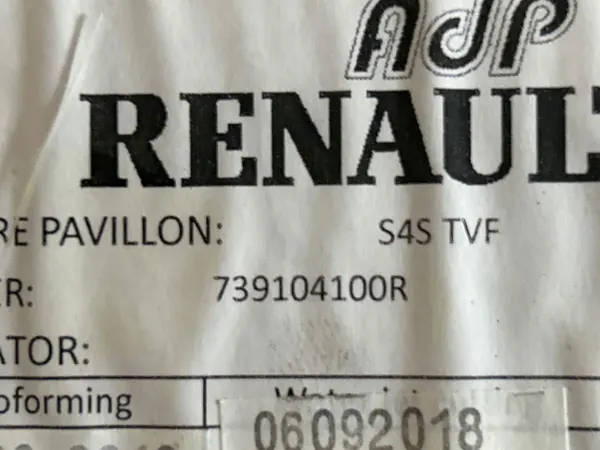 AdP
RENAUL
RE PAVILLON: S4S TVF
R: 739104100R
ATOR:
oforming
06092018